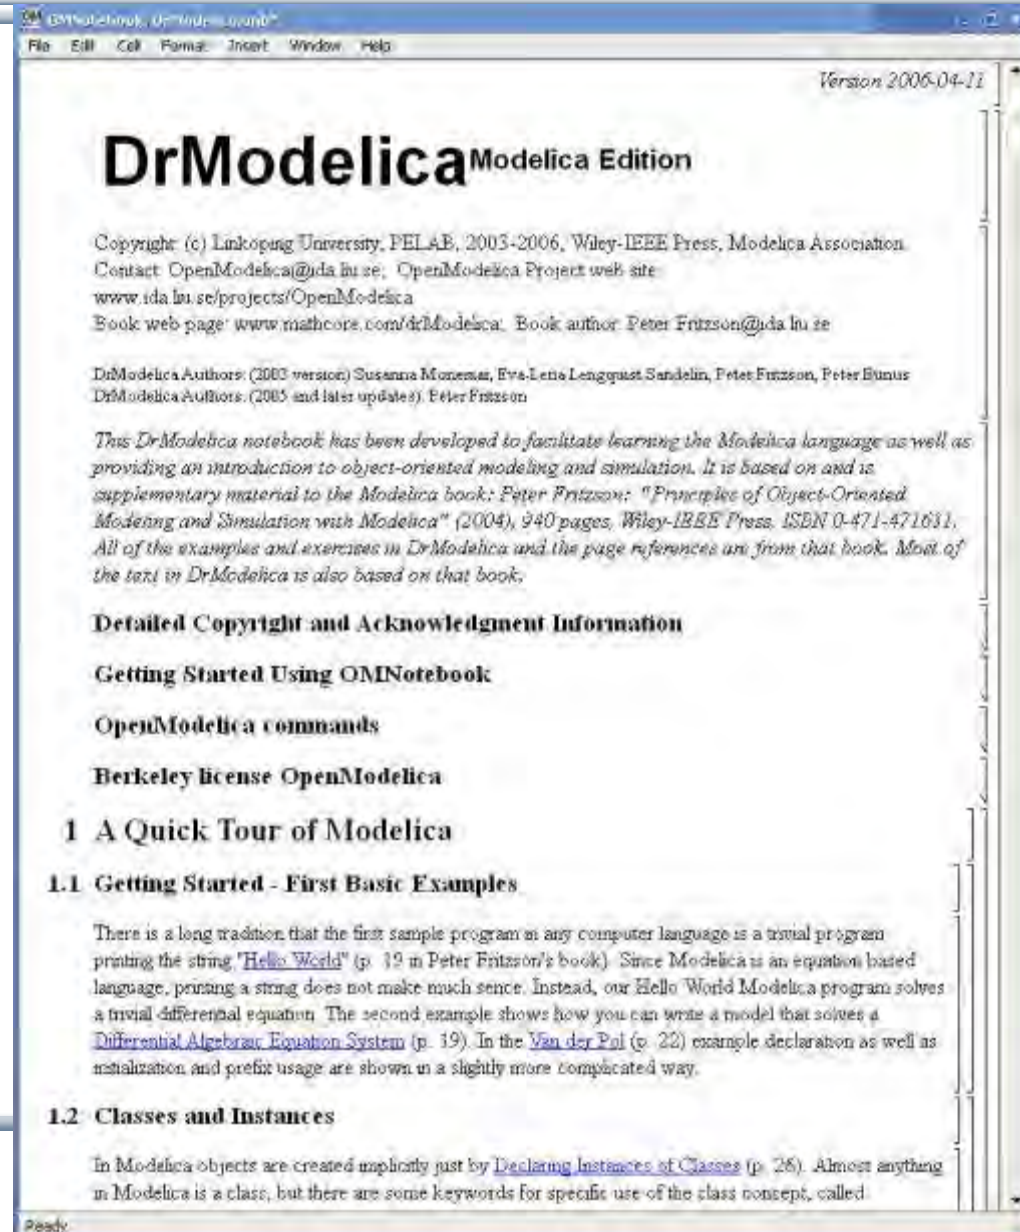 File Edit Cell Format Insert Window Help
Version 2006-04-11
DrModelica Modelica Edition
Copyright: (c) Linkoping University, PELAB, 2003-2006, Wiley-IEEE Press, Modelica Association
Contact: OpenModelica@ida.liu.se; OpenModelica Project web site:
www.ida.liu.se/projects/OpenModelica
Book web page: www.mathcore.com/drModelica; Book author: Peter Fritzson@ida.liu.se
DrModelica Authors: (2003 version) Susanna Monemar, Eva-Lena Lengquist Sandelin, Peter Fritzson, Peter Bunus
DrModelica Authors: (2005 and later updates): Peter Fritzson
This DrModelica notebook has been developed to facilitate learning the Modelica language as well as
providing an introduction to object-oriented modeling and simulation. It is based on and is
supplementary material to the Modelica book: Peter Fritzson: "Principles of Object-Oriented
Modeling and Simulation with Modelica" (2004), 940 pages, Wiley-IEEE Press, ISBN 0-471-471631.
All of the examples and exercises in DrModelica and the page references are from that book. Most of
the text in DrModelica is also based on that book.
Detailed Copyright and Acknowledgment Information
Getting Started Using OMNotebook
OpenModelica commands
Berkeley license OpenModelica
1 A Quick Tour of Modelica
1.1 Getting Started - First Basic Examples
There is a long tradition that the first sample program in any computer language is a trivial program
printing the string "Hello World" (p. 19 in Peter Fritzson's book). Since Modelica is an equation based
language, printing a string does not make much sence. Instead, our Hello World Modelica program solves
a trivial differential equation. The second example shows how you can write a model that solves a
Differential Algebraic Equation System (p. 19). In the Van der Pol (p. 22) example declaration as well as
initialization and prefix usage are shown in a slightly more complicated way.
1.2 Classes and Instances
In Modelica objects are created implicitly just by Declaring Instances of Classes (p. 26). Almost anything
in Modelica is a class, but there are some keywords for specific use of the class concept, called
Ready